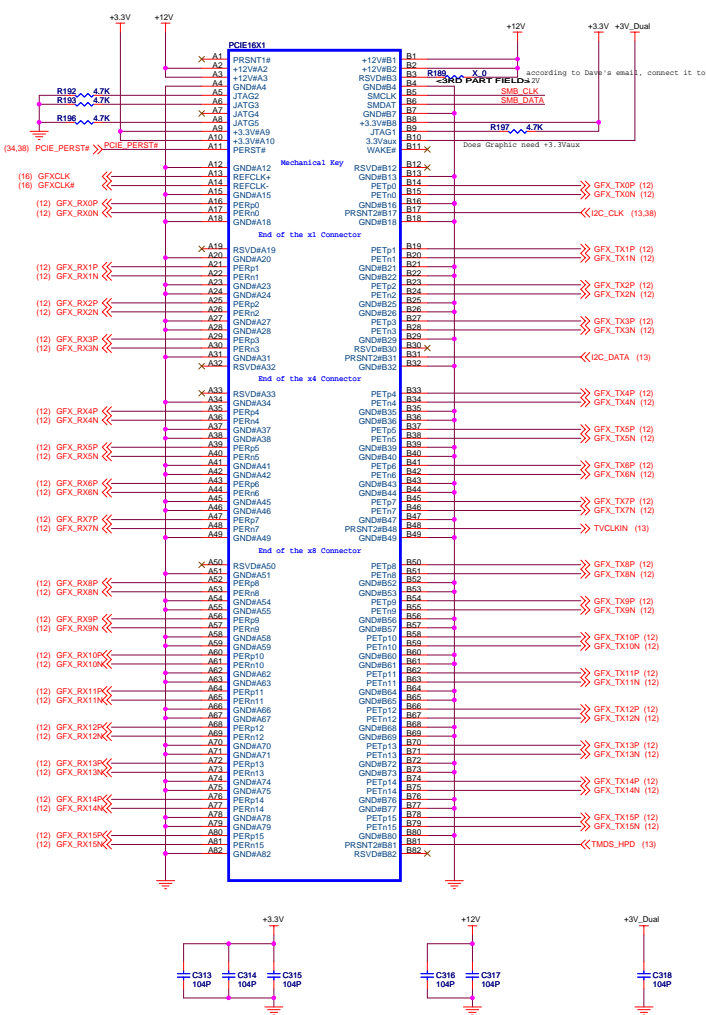 +3.3V +12V +12V +3.3V +3V_Dual
PCIE16X1
A1 PRSNT1# +12V#B1 B1
A2 +12V#A2 +12V#B2 B2
A3 +12V#A3 RSVD#B3 B3 R189 X_0 according to Dave's email, connect it to
<3RD PART FIELD> 12V
A4 GND#A4 GND#B4 B4
R192 4.7K A5 JTAG2 SMCLK B5 SMB_CLK
R193 4.7K A6 JATG3 SMDAT B6 SMB_DATA
A7 JATG4 GND#B7 B7
R196 4.7K A8 JATG5 +3.3V#B8 B8
A9 +3.3V#A9 JTAG1 B9 R197 4.7K
A10 +3.3V#A10 3.3Vaux B10
(34,38) PCIE_PERST# PCIE_PERST# A11 PERST# WAKE# B11 Does Graphic need +3.3Vaux
Mechanical Key
A12 GND#A12 RSVD#B12 B12
(16) GFXCLK A13 REFCLK+ GND#B13 B13
(16) GFXCLK# A14 REFCLK- PETp0 B14 GFX_TX0P (12)
A15 GND#A15 PETn0 B15 GFX_TX0N (12)
(12) GFX_RX0P A16 PERp0 GND#B16 B16
(12) GFX_RX0N A17 PERn0 PRSNT2#B17 B17 I2C_CLK (13,38)
A18 GND#A18 GND#B18 B18
End of the x1 Connector
A19 RSVD#A19 PETp1 B19 GFX_TX1P (12)
A20 GND#A20 PETn1 B20 GFX_TX1N (12)
(12) GFX_RX1P A21 PERp1 GND#B21 B21
(12) GFX_RX1N A22 PERn1 GND#B22 B22
A23 GND#A23 PETp2 B23 GFX_TX2P (12)
A24 GND#A24 PETn2 B24 GFX_TX2N (12)
(12) GFX_RX2P A25 PERp2 GND#B25 B25
(12) GFX_RX2N A26 PERn2 GND#B26 B26
A27 GND#A27 PETp3 B27 GFX_TX3P (12)
A28 GND#A28 PETn3 B28 GFX_TX3N (12)
(12) GFX_RX3P A29 PERp3 GND#B29 B29
(12) GFX_RX3N A30 PERn3 RSVD#B30 B30
A31 GND#A31 PRSNT2#B31 B31 I2C_DATA (13)
A32 RSVD#A32 GND#B32 B32
End of the x4 Connector
A33 RSVD#A33 PETp4 B33 GFX_TX4P (12)
A34 GND#A34 PETn4 B34 GFX_TX4N (12)
(12) GFX_RX4P A35 PERp4 GND#B35 B35
(12) GFX_RX4N A36 PERn4 GND#B36 B36
A37 GND#A37 PETp5 B37 GFX_TX5P (12)
A38 GND#A38 PETn5 B38 GFX_TX5N (12)
(12) GFX_RX5P A39 PERp5 GND#B39 B39
(12) GFX_RX5N A40 PERn5 GND#B40 B40
A41 GND#A41 PETp6 B41 GFX_TX6P (12)
A42 GND#A42 PETn6 B42 GFX_TX6N (12)
(12) GFX_RX6P A43 PERp6 GND#B43 B43
(12) GFX_RX6N A44 PERn6 GND#B44 B44
A45 GND#A45 PETp7 B45 GFX_TX7P (12)
A46 GND#A46 PETn7 B46 GFX_TX7N (12)
(12) GFX_RX7P A47 PERp7 GND#B47 B47
(12) GFX_RX7N A48 PERn7 PRSNT2#B48 B48 TVCLKIN (13)
A49 GND#A49 GND#B49 B49
End of the x8 Connector
A50 RSVD#A50 PETp8 B50 GFX_TX8P (12)
A51 GND#A51 PETn8 B51 GFX_TX8N (12)
(12) GFX_RX8P A52 PERp8 GND#B52 B52
(12) GFX_RX8N A53 PERn8 GND#B53 B53
A54 GND#A54 PETp9 B54 GFX_TX9P (12)
A55 GND#A55 PETn9 B55 GFX_TX9N (12)
(12) GFX_RX9P A56 PERp9 GND#B56 B56
(12) GFX_RX9N A57 PERn9 GND#B57 B57
A58 GND#A58 PETp10 B58 GFX_TX10P (12)
A59 GND#A59 PETn10 B59 GFX_TX10N (12)
(12) GFX_RX10P A60 PERp10 GND#B60 B60
(12) GFX_RX10N A61 PERn10 GND#B61 B61
A62 GND#A62 PETp11 B62 GFX_TX11P (12)
A63 GND#A63 PETn11 B63 GFX_TX11N (12)
(12) GFX_RX11P A64 PERp11 GND#B64 B64
(12) GFX_RX11N A65 PERn11 GND#B65 B65
A66 GND#A66 PETp12 B66 GFX_TX12P (12)
A67 GND#A67 PETn12 B67 GFX_TX12N (12)
(12) GFX_RX12P A68 PERp12 GND#B68 B68
(12) GFX_RX12N A69 PERn12 GND#B69 B69
A70 GND#A70 PETp13 B70 GFX_TX13P (12)
A71 GND#A71 PETn13 B71 GFX_TX13N (12)
(12) GFX_RX13P A72 PERp13 GND#B72 B72
(12) GFX_RX13N A73 PERn13 GND#B73 B73
A74 GND#A74 PETp14 B74 GFX_TX14P (12)
A75 GND#A75 PETn14 B75 GFX_TX14N (12)
(12) GFX_RX14P A76 PERp14 GND#B76 B76
(12) GFX_RX14N A77 PERn14 GND#B77 B77
A78 GND#A78 PETp15 B78 GFX_TX15P (12)
A79 GND#A79 PETn15 B79 GFX_TX15N (12)
(12) GFX_RX15P A80 PERp15 GND#B80 B80
(12) GFX_RX15N A81 PERn15 PRSNT2#B81 B81 TMDS_HPD (13)
A82 GND#A82 RSVD#B82 B82
+3.3V +12V +3V_Dual
C313 C314 C315 C316 C317 C318
104P 104P 104P 104P 104P 104P